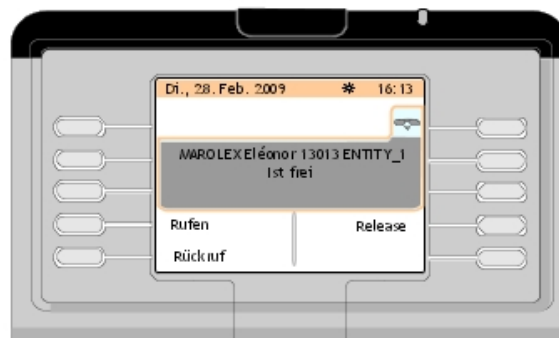 Di., 28. Feb. 2009 16:13
MAROLEX Eléonor 13013 ENTITY_1
Ist frei
Rufen Release
Rückruf